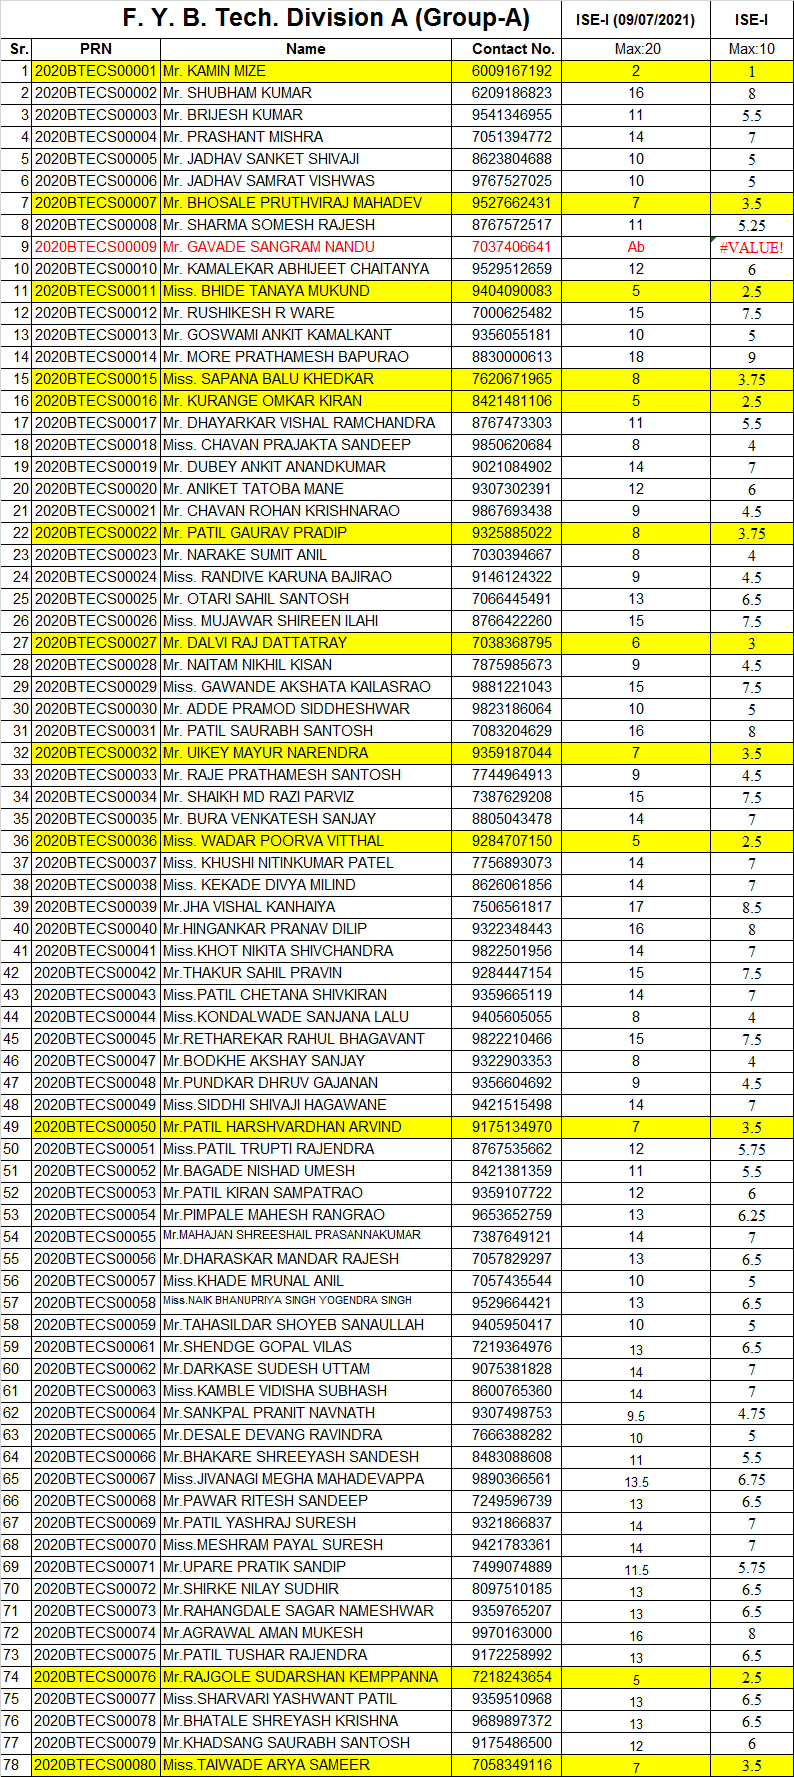 F. Y. B. Tech. Division A (Group-A) ISE-I (09/07/2021) ISE-I
Sr. PRN Name Contact No. Max:20 Max:10
1 2020BTECS00001 Mr. KAMIN MIZE 6009167192 2 1
2 2020BTECS00002 Mr. SHUBHAM KUMAR 6209186823 16 8
3 2020BTECS00003 Mr. BRIJESH KUMAR 9541346955 11 5.5
4 2020BTECS00004 Mr. PRASHANT MISHRA 7051394772 14 7
5 2020BTECS00005 Mr. JADHAV SANKET SHIVAJI 8623804688 10 5
6 2020BTECS00006 Mr. JADHAV SAMRAT VISHWAS 9767527025 10 5
7 2020BTECS00007 Mr. BHOSALE PRUTHVIRAJ MAHADEV 9527662431 7 3.5
8 2020BTECS00008 Mr. SHARMA SOMESH RAJESH 8767572517 11 5.25
9 2020BTECS00009 Mr. GAVADE SANGRAM NANDU 7037406641 Ab #VALUE!
10 2020BTECS00010 Mr. KAMALEKAR ABHIJEET CHAITANYA 9529512659 12 6
11 2020BTECS00011 Miss. BHIDE TANAYA MUKUND 9404090083 5 2.5
12 2020BTECS00012 Mr. RUSHIKESH R WARE 7000625482 15 7.5
13 2020BTECS00013 Mr. GOSWAMI ANKIT KAMALKANT 9356055181 10 5
14 2020BTECS00014 Mr. MORE PRATHAMESH BAPURAO 8830000613 18 9
15 2020BTECS00015 Miss. SAPANA BALU KHEDKAR 7620671965 8 3.75
16 2020BTECS00016 Mr. KURANGE OMKAR KIRAN 8421481106 5 2.5
17 2020BTECS00017 Mr. DHAYARKAR VISHAL RAMCHANDRA 8767473303 11 5.5
18 2020BTECS00018 Miss. CHAVAN PRAJAKTA SANDEEP 9850620684 8 4
19 2020BTECS00019 Mr. DUBEY ANKIT ANANDKUMAR 9021084902 14 7
20 2020BTECS00020 Mr. ANIKET TATOBA MANE 9307302391 12 6
21 2020BTECS00021 Mr. CHAVAN ROHAN KRISHNARAO 9867693438 9 4.5
22 2020BTECS00022 Mr. PATIL GAURAV PRADIP 9325885022 8 3.75
23 2020BTECS00023 Mr. NARAKE SUMIT ANIL 7030394667 8 4
24 2020BTECS00024 Miss. RANDIVE KARUNA BAJIRAO 9146124322 9 4.5
25 2020BTECS00025 Mr. OTARI SAHIL SANTOSH 7066445491 13 6.5
26 2020BTECS00026 Miss. MUJAWAR SHIREEN ILAHI 8766422260 15 7.5
27 2020BTECS00027 Mr. DALVI RAJ DATTATRAY 7038368795 6 3
28 2020BTECS00028 Mr. NAITAM NIKHIL KISAN 7875985673 9 4.5
29 2020BTECS00029 Miss. GAWANDE AKSHATA KAILASRAO 9881221043 15 7.5
30 2020BTECS00030 Mr. ADDE PRAMOD SIDDHESHWAR 9823186064 10 5
31 2020BTECS00031 Mr. PATIL SAURABH SANTOSH 7083204629 16 8
32 2020BTECS00032 Mr. UIKEY MAYUR NARENDRA 9359187044 7 3.5
33 2020BTECS00033 Mr. RAJE PRATHAMESH SANTOSH 7744964913 9 4.5
34 2020BTECS00034 Mr. SHAIKH MD RAZI PARVIZ 7387629208 15 7.5
35 2020BTECS00035 Mr. BURA VENKATESH SANJAY 8805043478 14 7
36 2020BTECS00036 Miss. WADAR POORVA VITTHAL 9284707150 5 2.5
37 2020BTECS00037 Miss. KHUSHI NITINKUMAR PATEL 7756893073 14 7
38 2020BTECS00038 Miss. KEKADE DIVYA MILIND 8626061856 14 7
39 2020BTECS00039 Mr.JHA VISHAL KANHAIYA 7506561817 17 8.5
40 2020BTECS00040 Mr.HINGANKAR PRANAV DILIP 9322348443 16 8
41 2020BTECS00041 Miss.KHOT NIKITA SHIVCHANDRA 9822501956 14 7
42 2020BTECS00042 Mr.THAKUR SAHIL PRAVIN 9284447154 15 7.5
43 2020BTECS00043 Miss.PATIL CHETANA SHIVKIRAN 9359665119 14 7
44 2020BTECS00044 Miss.KONDALWADE SANJANA LALU 9405605055 8 4
45 2020BTECS00045 Mr.RETHAREKAR RAHUL BHAGAVANT 9822210466 15 7.5
46 2020BTECS00047 Mr.BODKHE AKSHAY SANJAY 9322903353 8 4
47 2020BTECS00048 Mr.PUNDKAR DHRUV GAJANAN 9356604692 9 4.5
48 2020BTECS00049 Miss.SIDDHI SHIVAJI HAGAWANE 9421515498 14 7
49 2020BTECS00050 Mr.PATIL HARSHVARDHAN ARVIND 9175134970 7 3.5
50 2020BTECS00051 Miss.PATIL TRUPTI RAJENDRA 8767535662 12 5.75
51 2020BTECS00052 Mr.BAGADE NISHAD UMESH 8421381359 11 5.5
52 2020BTECS00053 Mr.PATIL KIRAN SAMPATRAO 9359107722 12 6
53 2020BTECS00054 Mr.PIMPALE MAHESH RANGRAO 9653652759 13 6.25
54 2020BTECS00055 Mr.MAHAJAN SHREESHAIL PRASANNAKUMAR 7387649121 14 7
55 2020BTECS00056 Mr.DHARASKAR MANDAR RAJESH 7057829297 13 6.5
56 2020BTECS00057 Miss.KHADE MRUNAL ANIL 7057435544 10 5
57 2020BTECS00058 Miss.NAIK BHANUPRIYA SINGH YOGENDRA SINGH 9529664421 13 6.5
58 2020BTECS00059 Mr.TAHASILDAR SHOYEB SANAULLAH 9405950417 10 5
59 2020BTECS00061 Mr.SHENDGE GOPAL VILAS 7219364976 13 6.5
60 2020BTECS00062 Mr.DARKASE SUDESH UTTAM 9075381828 14 7
61 2020BTECS00063 Miss.KAMBLE VIDISHA SUBHASH 8600765360 14 7
62 2020BTECS00064 Mr.SANKPAL PRANIT NAVNATH 9307498753 9.5 4.75
63 2020BTECS00065 Mr.DESALE DEVANG RAVINDRA 7666388282 10 5
64 2020BTECS00066 Mr.BHAKARE SHREEYASH SANDESH 8483088608 11 5.5
65 2020BTECS00067 Miss.JIVANAGI MEGHA MAHADEVAPPA 9890366561 13.5 6.75
66 2020BTECS00068 Mr.PAWAR RITESH SANDEEP 7249596739 13 6.5
67 2020BTECS00069 Mr.PATIL YASHRAJ SURESH 9321866837 14 7
68 2020BTECS00070 Miss.MESHRAM PAYAL SURESH 9421783361 14 7
69 2020BTECS00071 Mr.UPARE PRATIK SANDIP 7499074889 11.5 5.75
70 2020BTECS00072 Mr.SHIRKE NILAY SUDHIR 8097510185 13 6.5
71 2020BTECS00073 Mr.RAHANGDALE SAGAR NAMESHWAR 9359765207 13 6.5
72 2020BTECS00074 Mr.AGRAWAL AMAN MUKESH 9970163000 16 8
73 2020BTECS00075 Mr.PATIL TUSHAR RAJENDRA 9172258992 13 6.5
74 2020BTECS00076 Mr.RAJGOLE SUDARSHAN KEMPPANNA 7218243654 5 2.5
75 2020BTECS00077 Miss.SHARVARI YASHWANT PATIL 9359510968 13 6.5
76 2020BTECS00078 Mr.BHATALE SHREYASH KRISHNA 9689897372 13 6.5
77 2020BTECS00079 Mr.KHADSANG SAURABH SANTOSH 9175486500 12 6
78 2020BTECS00080 Miss.TAIWADE ARYA SAMEER 7058349116 7 3.5